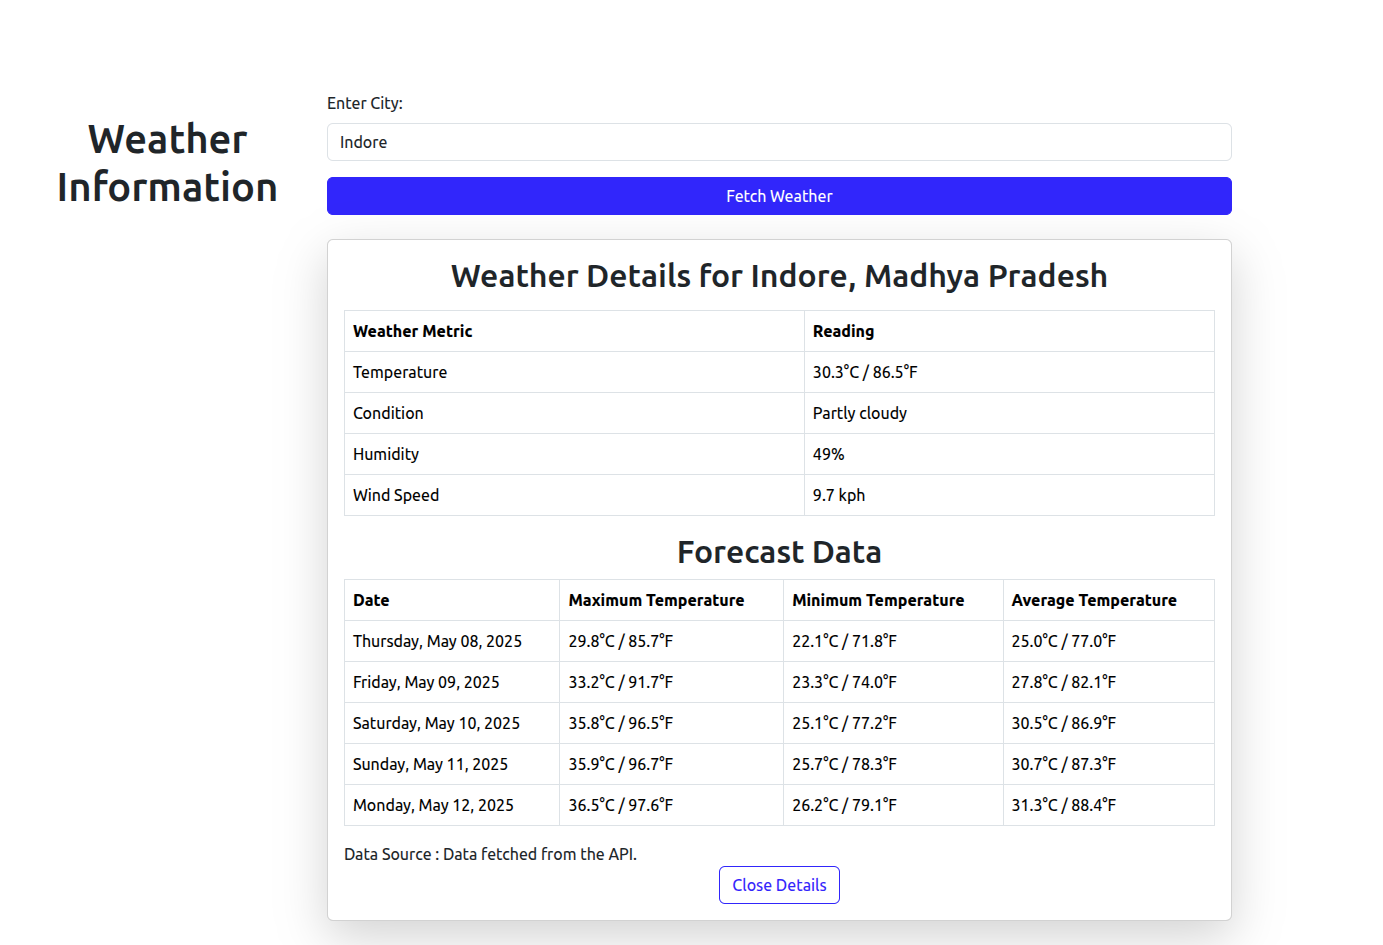 Weather
Information
Enter City:
Indore
Fetch Weather
Weather Details for Indore, Madhya Pradesh
Weather Metric Reading
Temperature 30.3°C / 86.5°F
Condition Partly cloudy
Humidity 49%
Wind Speed 9.7 kph
Forecast Data
Date Maximum Temperature Minimum Temperature Average Temperature
Thursday, May 08, 2025 29.8°C / 85.7°F 22.1°C / 71.8°F 25.0°C / 77.0°F
Friday, May 09, 2025 33.2°C / 91.7°F 23.3°C / 74.0°F 27.8°C / 82.1°F
Saturday, May 10, 2025 35.8°C / 96.5°F 25.1°C / 77.2°F 30.5°C / 86.9°F
Sunday, May 11, 2025 35.9°C / 96.7°F 25.7°C / 78.3°F 30.7°C / 87.3°F
Monday, May 12, 2025 36.5°C / 97.6°F 26.2°C / 79.1°F 31.3°C / 88.4°F
Data Source : Data fetched from the API.
Close Details